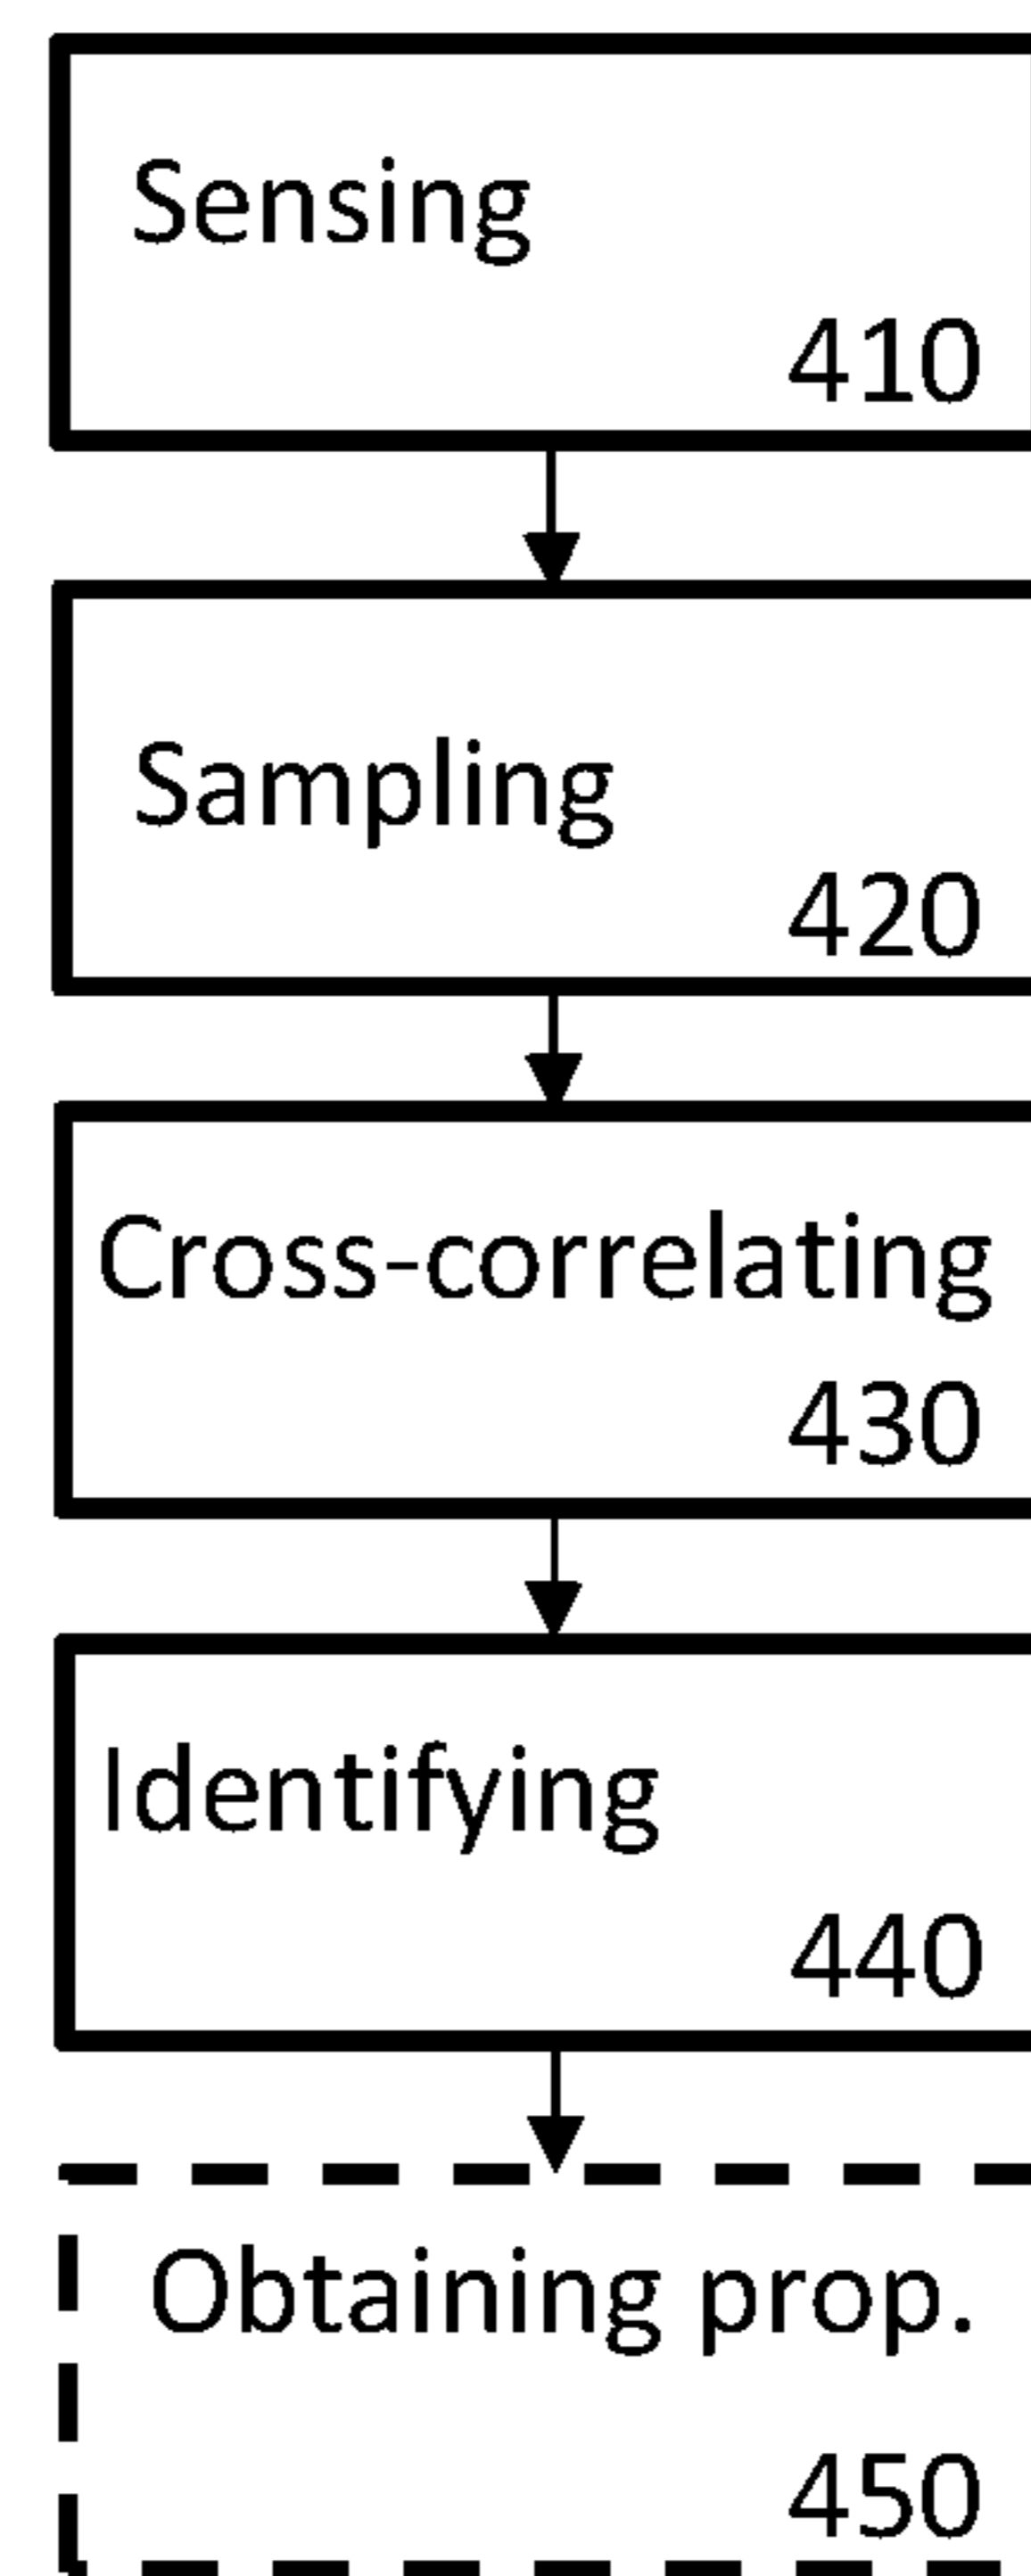 Sensing
410
Sampling
420
Cross-correlating
430
Identifying
440
Obtaining prop.
450